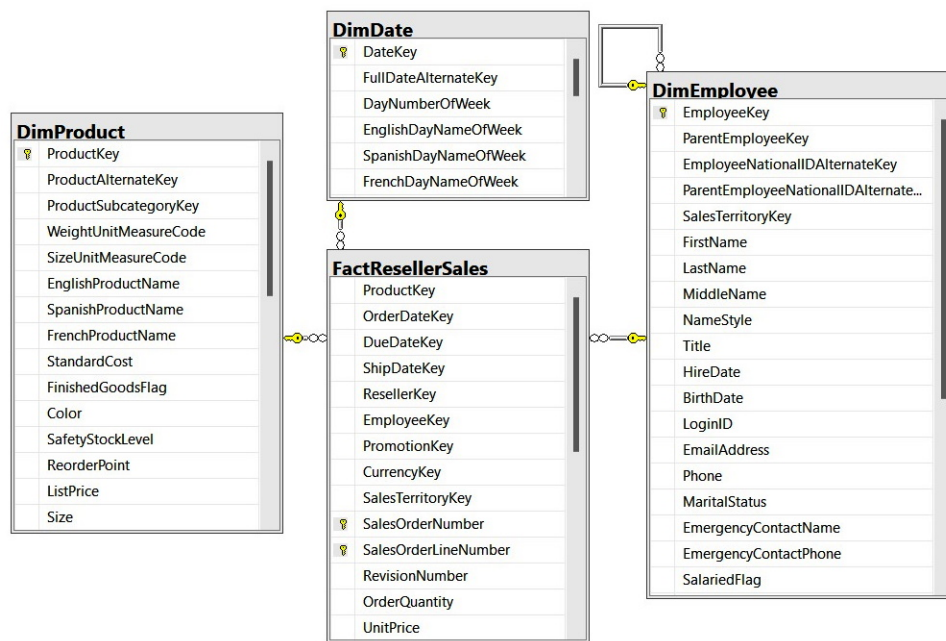 DimDate
DateKey
FullDateAlternateKey
DayNumberOfWeek
EnglishDayNameOfWeek
SpanishDayNameOfWeek
FrenchDayNameOfWeek
DimEmployee
EmployeeKey
ParentEmployeeKey
EmployeeNationalIDAlternateKey
ParentEmployeeNationalIDAlternate...
SalesTerritoryKey
FirstName
LastName
MiddleName
NameStyle
Title
HireDate
BirthDate
LoginID
EmailAddress
Phone
MaritalStatus
EmergencyContactName
EmergencyContactPhone
SalariedFlag
DimProduct
ProductKey
ProductAlternateKey
ProductSubcategoryKey
WeightUnitMeasureCode
SizeUnitMeasureCode
EnglishProductName
SpanishProductName
FrenchProductName
StandardCost
FinishedGoodsFlag
Color
SafetyStockLevel
ReorderPoint
ListPrice
Size
FactResellerSales
ProductKey
OrderDateKey
DueDateKey
ShipDateKey
ResellerKey
EmployeeKey
PromotionKey
CurrencyKey
SalesTerritoryKey
SalesOrderNumber
SalesOrderLineNumber
RevisionNumber
OrderQuantity
UnitPrice